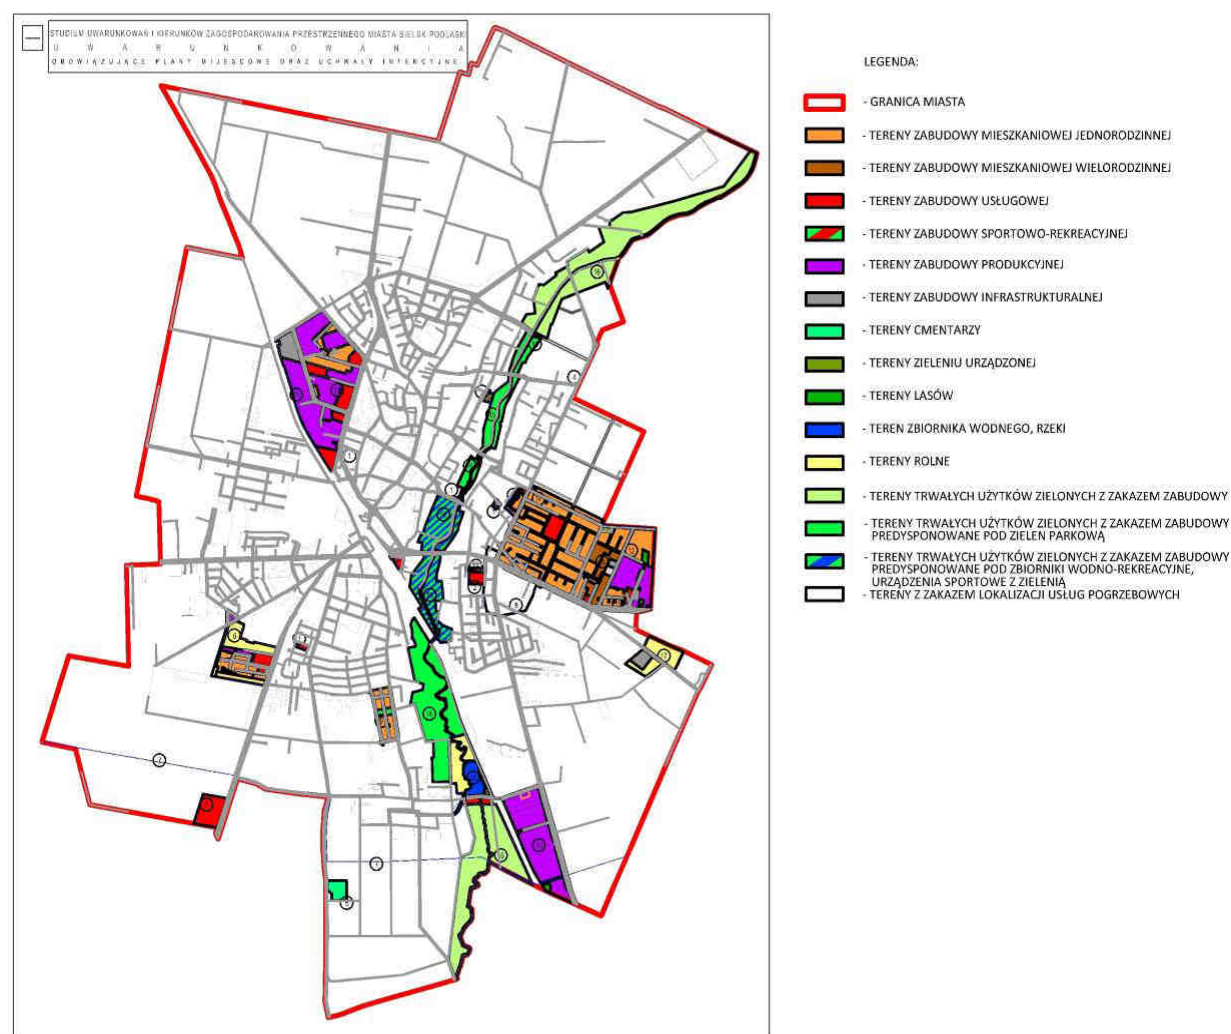 STUDIUM UWARUNKOWAŃ I KIERUNKÓW ZAGOSPODAROWANIA PRZESTRZENNEGO MIASTA BIELSK PODLASKI
U W A R U N K O W A N I A
OBOWIĄZUJĄCE PLANY MIEJSCOWE ORAZ UCHWAŁY INTENCYJNE
LEGENDA:
- GRANICA MIASTA
- TERENY ZABUDOWY MIESZKANIOWEJ JEDNORODZINNEJ
- TERENY ZABUDOWY MIESZKANIOWEJ WIELORODZINNEJ
- TERENY ZABUDOWY USŁUGOWEJ
- TERENY ZABUDOWY SPORTOWO-REKREACYJNEJ
- TERENY ZABUDOWY PRODUKCYJNEJ
- TERENY ZABUDOWY INFRASTRUKTURALNEJ
- TERENY CMENTARZY
- TERENY ZIELENIU URZĄDZONEJ
- TERENY LASÓW
- TEREN ZBIORNIKA WODNEGO, RZEKI
- TERENY ROLNE
- TERENY TRWAŁYCH UŻYTKÓW ZIELONYCH Z ZAKAZEM ZABUDOWY
- TERENY TRWAŁYCH UŻYTKÓW ZIELONYCH Z ZAKAZEM ZABUDOWY
PREDYSPONOWANE POD ZIELEN PARKOWĄ
- TERENY TRWAŁYCH UŻYTKÓW ZIELONYCH Z ZAKAZEM ZABUDOWY
PREDYSPONOWANE POD ZBIORNIKI WODNO-REKREACYJNE,
URZĄDZENIA SPORTOWE Z ZIELENIĄ
- TERENY Z ZAKAZEM LOKALIZACJI USŁUG POGRZEBOWYCH